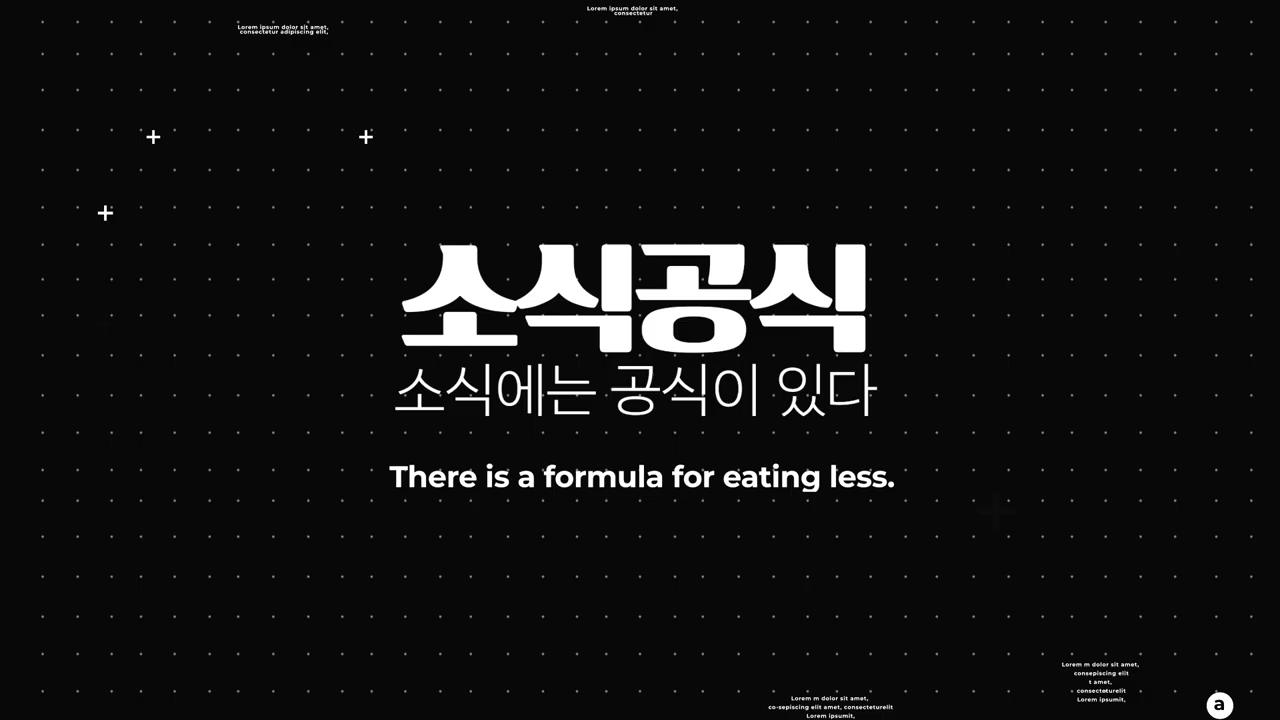 Lorem ipsum dolor sit amet,
consectetur
Lorem ipsum dolor sit amet,
consectetur adipiscing elit,
소식공식
소식에는 공식이 있다
There is a formula for eating less.
Lorem m dolor sit amet,
consepiscing elit
t amet,
consecteturelit
Lorem ipsumit,
Lorem m dolor sit amet,
co-sepiscing elit amet, consecteturelit
Lorem ipsumit,
a